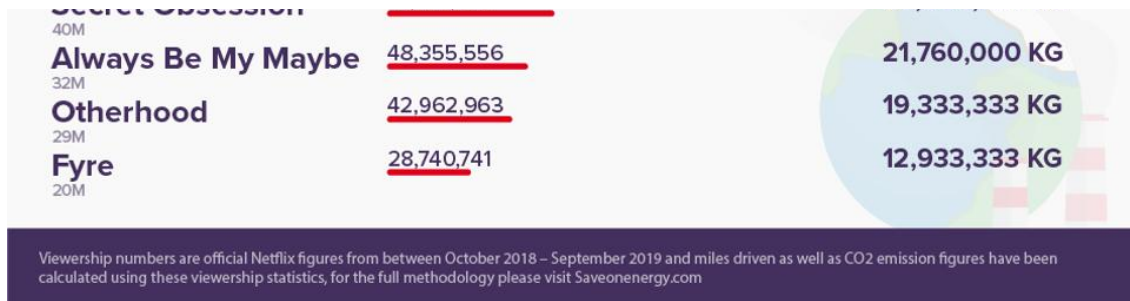 Secret Obsession
40M
Always Be My Maybe 48,355,556 21,760,000 KG
32M
Otherhood 42,962,963 19,333,333 KG
29M
Fyre 28,740,741 12,933,333 KG
20M
Viewership numbers are official Netflix figures from between October 2018 – September 2019 and miles driven as well as CO2 emission figures have been
calculated using these viewership statistics, for the full methodology please visit Saveonenergy.com